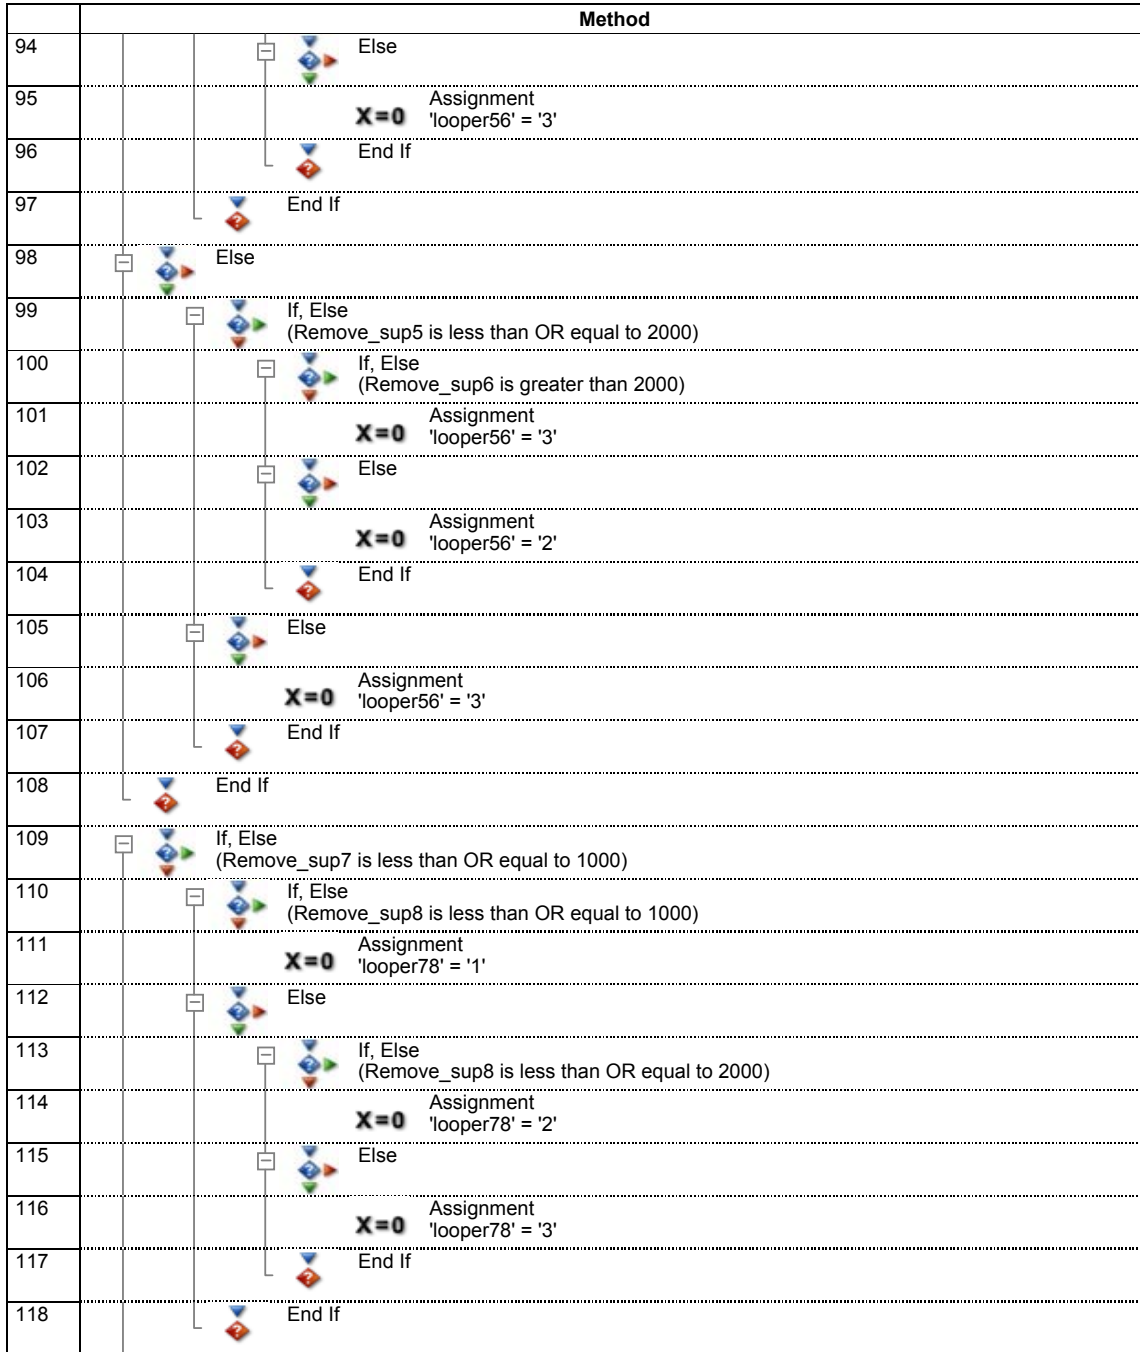 Method
94 Else
95 Assignment
X=0 'looper56' = '3'
96 End If
97 End If
98 Else
99 If, Else
(Remove_sup5 is less than OR equal to 2000)
100 If, Else
(Remove_sup6 is greater than 2000)
101 Assignment
X=0 'looper56' = '3'
102 Else
103 Assignment
X=0 'looper56' = '2'
104 End If
105 Else
106 Assignment
X=0 'looper56' = '3'
107 End If
108 End If
109 If, Else
(Remove_sup7 is less than OR equal to 1000)
110 If, Else
(Remove_sup8 is less than OR equal to 1000)
111 Assignment
X=0 'looper78' = '1'
112 Else
113 If, Else
(Remove_sup8 is less than OR equal to 2000)
114 Assignment
X=0 'looper78' = '2'
115 Else
116 Assignment
X=0 'looper78' = '3'
117 End If
118 End If